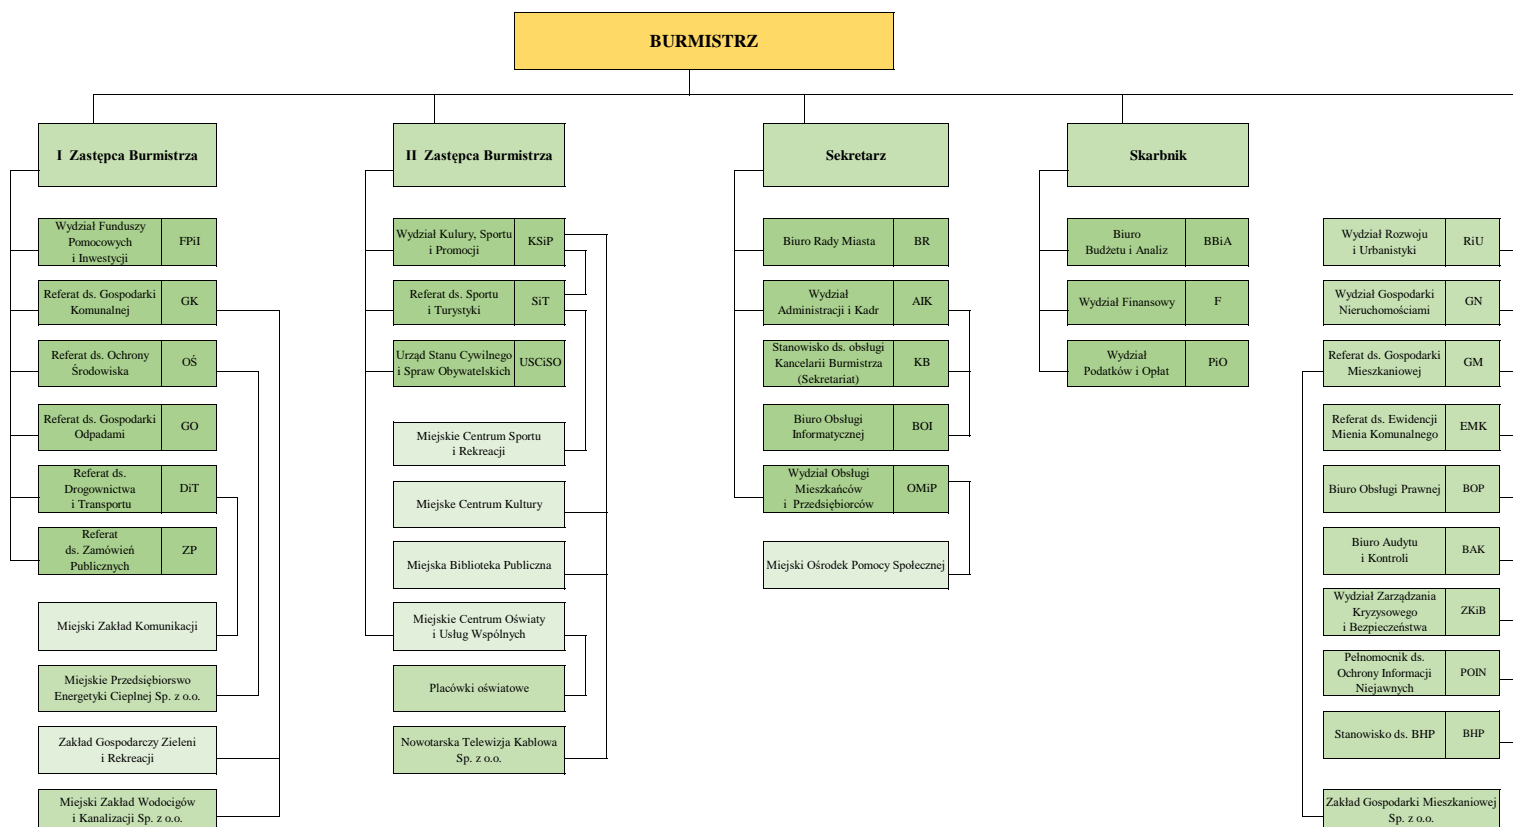 BURMISTRZ
I Zastępca Burmistrza
Wydział Funduszy
Pomocowych
i Inwestycji
FPiI
Referat ds. Gospodarki
Komunalnej
GK
Referat ds. Ochrony
Środowiska
OŚ
Referat ds. Gospodarki
Odpadami
GO
Referat ds.
Drogownictwa
i Transportu
DiT
Referat
ds. Zamówień
Publicznych
ZP
Miejski Zakład Komunikacji
Miejskie Przedsiębiorswo
Energetyki Cieplnej Sp. z o.o.
Zakład Gospodarczy Zieleni
i Rekreacji
Miejski Zakład Wodocigów
i Kanalizacji Sp. z o.o.
II Zastępca Burmistrza
Wydział Kulury, Sportu
i Promocji
KSiP
Referat ds. Sportu
i Turystyki
SiT
Urząd Stanu Cywilnego
i Spraw Obywatelskich
USCiSO
Miejskie Centrum Sportu
i Rekreacji
Miejske Centrum Kultury
Miejska Biblioteka Publiczna
Miejskie Centrum Oświaty
i Usług Wspólnych
Placówki oświatowe
Nowotarska Telewizja Kablowa
Sp. z o.o.
Sekretarz
Biuro Rady Miasta
BR
Wydział
Administracji i Kadr
AIK
Stanowisko ds. obsługi
Kancelarii Burmistrza
(Sekretariat)
KB
Biuro Obsługi
Informatycznej
BOI
Wydział Obsługi
Mieszkańców
i Przedsiębiorców
OMiP
Miejski Ośrodek Pomocy Społecznej
Skarbnik
Biuro
Budżetu i Analiz
BBiA
Wydział Finansowy
F
Wydział
Podatków i Opłat
PiO
Wydział Rozwoju
i Urbanistyki
RiU
Wydział Gospodarki
Nieruchomościami
GN
Referat ds. Gospodarki
Mieszkaniowej
GM
Referat ds. Ewidencji
Mienia Komunalnego
EMK
Biuro Obsługi Prawnej
BOP
Biuro Audytu
i Kontroli
BAK
Wydział Zarządzania
Kryzysowego
i Bezpieczeństwa
ZKiB
Pełnomocnik ds.
Ochrony Informacji
Niejawnych
POIN
Stanowisko ds. BHP
BHP
Zakład Gospodarki Mieszkaniowej
Sp. z o.o.